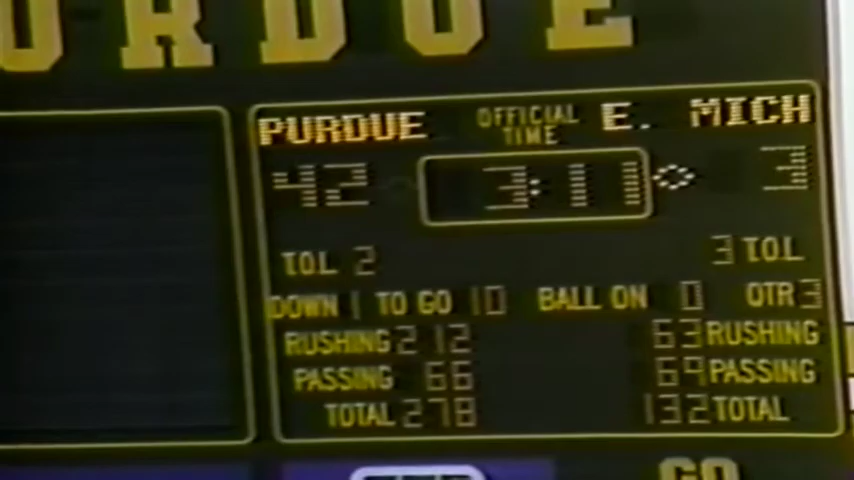 URDUE
PURDUE OFFICIAL TIME E. MICH
42 3:11 3
T.O.L 2 3 T.O.L
DOWN 1 TO GO 10 BALL ON 0 QTR 3
RUSHING 212 63 RUSHING
PASSING 66 69 PASSING
TOTAL 278 132 TOTAL
GO